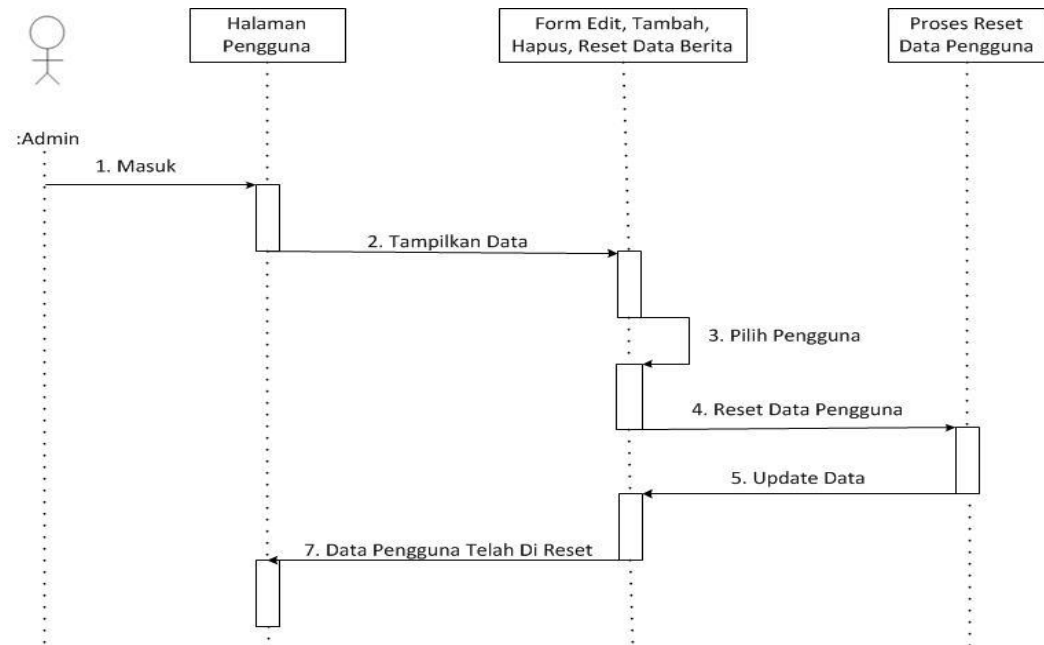 Halaman
Pengguna
Form Edit, Tambah,
Hapus, Reset Data Berita
Proses Reset
Data Pengguna
:Admin
1. Masuk
2. Tampilkan Data
3. Pilih Pengguna
4. Reset Data Pengguna
5. Update Data
7. Data Pengguna Telah Di Reset